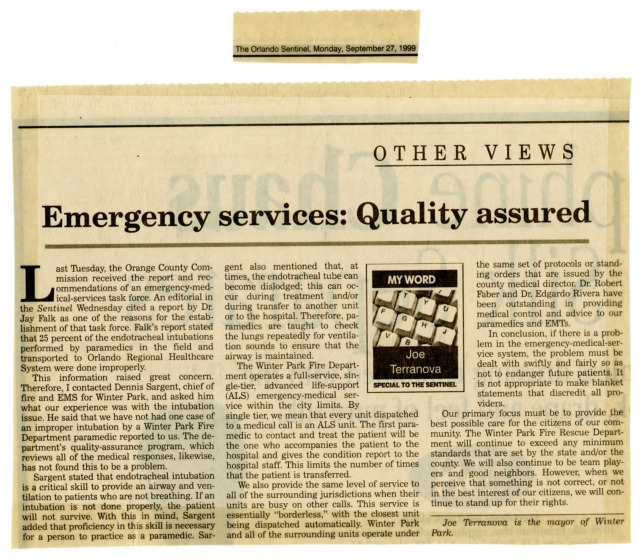 The Orlando Sentinel, Monday, September 27, 1999
OTHER VIEWS
Emergency services: Quality assured
Last Tuesday, the Orange County Com-
mission received the report and rec-
ommendations of an emergency-med-
ical-services task force. An editorial in
the Sentinel Wednesday cited a report by Dr.
Jay Falk as one of the reasons for the estab-
lishment of that task force. Falk's report stated
that 25 percent of the endotracheal intubations
performed by paramedics in the field and
transported to Orlando Regional Healthcare
System were done improperly.
This information raised great concern.
Therefore, I contacted Dennis Sargent, chief of
fire and EMS for Winter Park, and asked him
what our experience was with the intubation
issue. He said that we have not had one case of
an improper intubation by a Winter Park Fire
Department paramedic reported to us. The de-
partment's quality-assurance program, which
reviews all of the medical responses, likewise,
has not found this to be a problem.
Sargent stated that endotracheal intubation
is a critical skill to provide an airway and ven-
tilation to patients who are not breathing. If an
intubation is not done properly, the patient
will not survive. With this in mind, Sargent
added that proficiency in this skill is necessary
for a person to practice as a paramedic. Sar-
gent also mentioned that, at
times, the endotracheal tube can
become dislodged; this can oc-
cur during treatment and/or
during transfer to another unit
or to the hospital. Therefore, pa-
ramedics are taught to check
the lungs repeatedly for ventila-
tion sounds to ensure that the
airway is maintained.
The Winter Park Fire Depart-
ment operates a full-service, sin-
gle-tier, advanced life-support
(ALS) emergency-medical ser-
vice within the city limits. By
single tier, we mean that every unit dispatched
to a medical call is an ALS unit. The first para-
medic to contact and treat the patient will be
the one who accompanies the patient to the
hospital and gives the condition report to the
hospital staff. This limits the number of times
that the patient is transferred.
We also provide the same level of service to
all of the surrounding jurisdictions when their
units are busy on other calls. This service is
essentially "borderless," with the closest unit
being dispatched automatically. Winter Park
and all of the surrounding units operate under
MY WORD
T Y U
F G H J
V B
Joe
Terranova
SPECIAL TO THE SENTINEL
the same set of protocols or stand-
ing orders that are issued by the
county medical director. Dr. Robert
Faber and Dr. Edgardo Rivera have
been outstanding in providing
medical control and advice to our
paramedics and EMTs.
In conclusion, if there is a prob-
lem in the emergency-medical-ser-
vice system, the problem must be
dealt with swiftly and fairly so as
not to endanger future patients. It
is not appropriate to make blanket
statements that discredit all pro-
viders.
Our primary focus must be to provide the
best possible care for the citizens of our com-
munity. The Winter Park Fire Rescue Depart-
ment will continue to exceed any minimum
standards that are set by the state and/or the
county. We will also continue to be team play-
ers and good neighbors. However, when we
perceive that something is not correct, or not
in the best interest of our citizens, we will con-
tinue to stand up for their rights.
Joe Terranova is the mayor of Winter
Park.